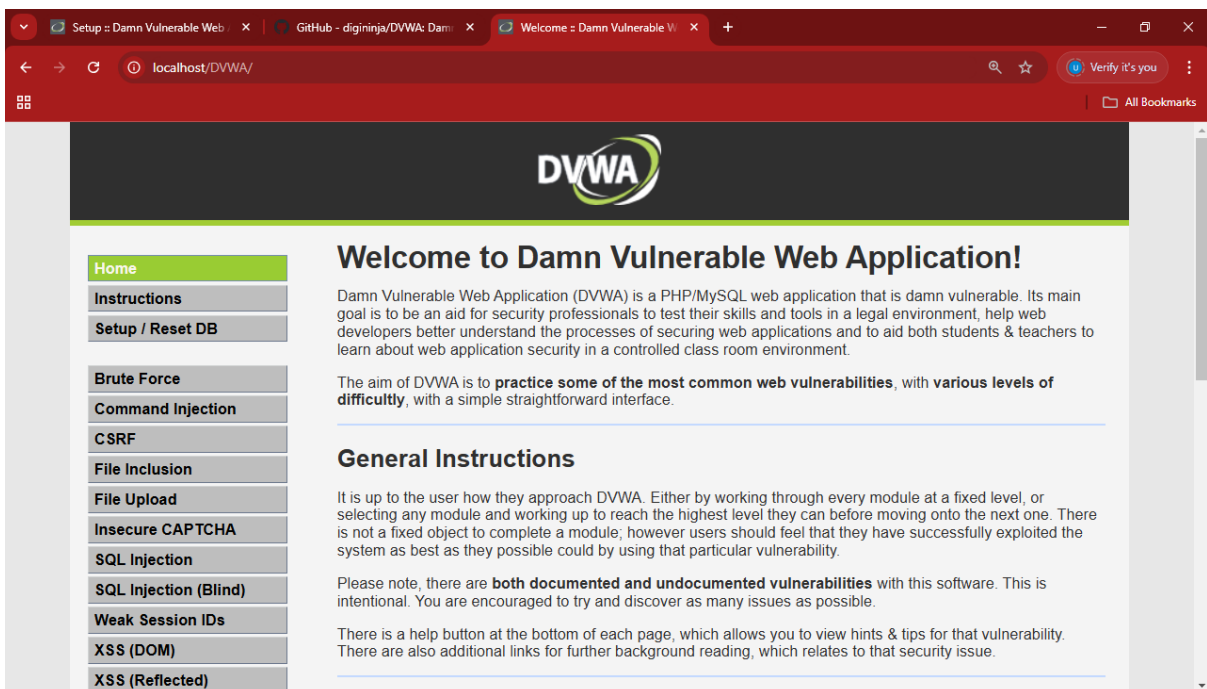 Setup :: Damn Vulnerable Web
GitHub - digininja/DVWA: Dam
Welcome :: Damn Vulnerable W
localhost/DVWA/
Verify it's you
All Bookmarks
DVWA
Home
Instructions
Setup / Reset DB
Brute Force
Command Injection
CSRF
File Inclusion
File Upload
Insecure CAPTCHA
SQL Injection
SQL Injection (Blind)
Weak Session IDs
XSS (DOM)
XSS (Reflected)
Welcome to Damn Vulnerable Web Application!
Damn Vulnerable Web Application (DVWA) is a PHP/MySQL web application that is damn vulnerable. Its main
goal is to be an aid for security professionals to test their skills and tools in a legal environment, help web
developers better understand the processes of securing web applications and to aid both students & teachers to
learn about web application security in a controlled class room environment.
The aim of DVWA is to practice some of the most common web vulnerabilities, with various levels of
difficultly, with a simple straightforward interface.
General Instructions
It is up to the user how they approach DVWA. Either by working through every module at a fixed level, or
selecting any module and working up to reach the highest level they can before moving onto the next one. There
is not a fixed object to complete a module; however users should feel that they have successfully exploited the
system as best as they possible could by using that particular vulnerability.
Please note, there are both documented and undocumented vulnerabilities with this software. This is
intentional. You are encouraged to try and discover as many issues as possible.
There is a help button at the bottom of each page, which allows you to view hints & tips for that vulnerability.
There are also additional links for further background reading, which relates to that security issue.